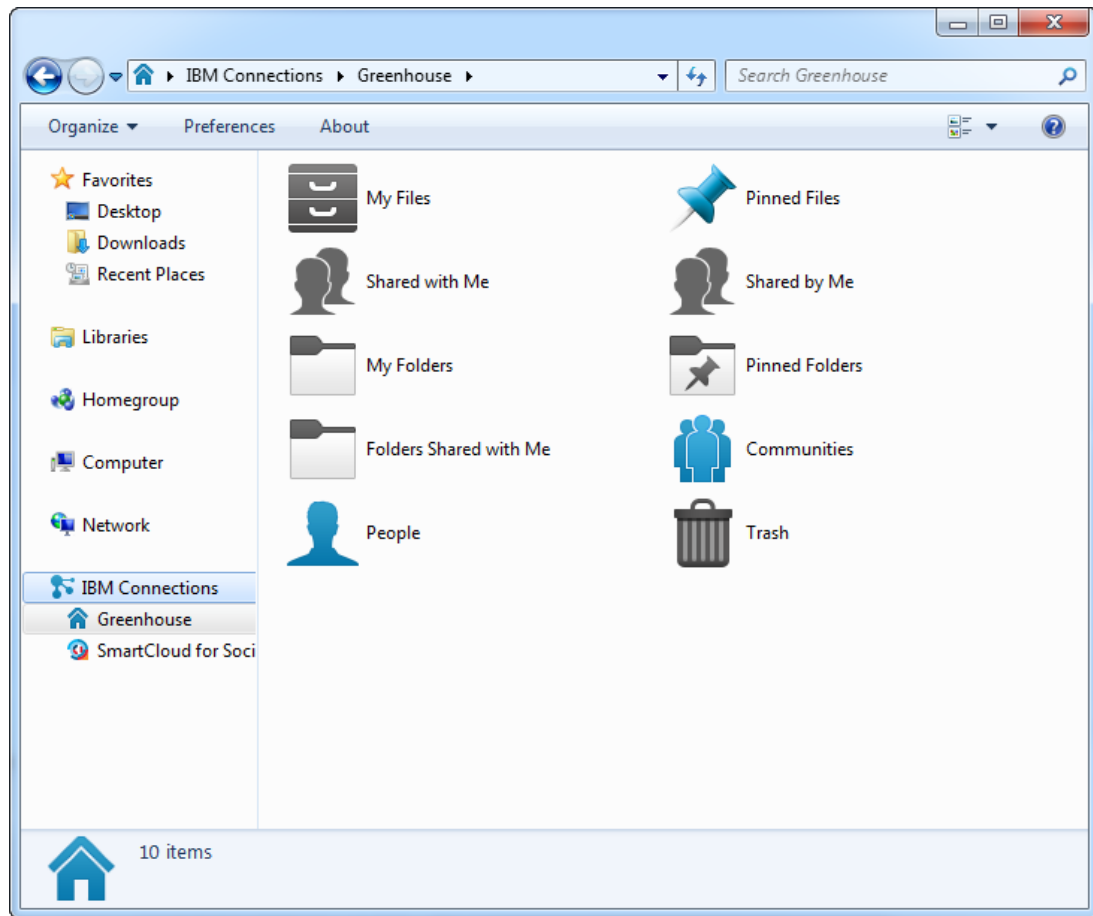 IBM Connections Greenhouse
Search Greenhouse
Organize Preferences About
Favorites
Desktop
Downloads
Recent Places
Libraries
Homegroup
Computer
Network
IBM Connections
Greenhouse
SmartCloud for Soci
My Files
Pinned Files
Shared with Me
Shared by Me
My Folders
Pinned Folders
Folders Shared with Me
Communities
People
Trash
10 items